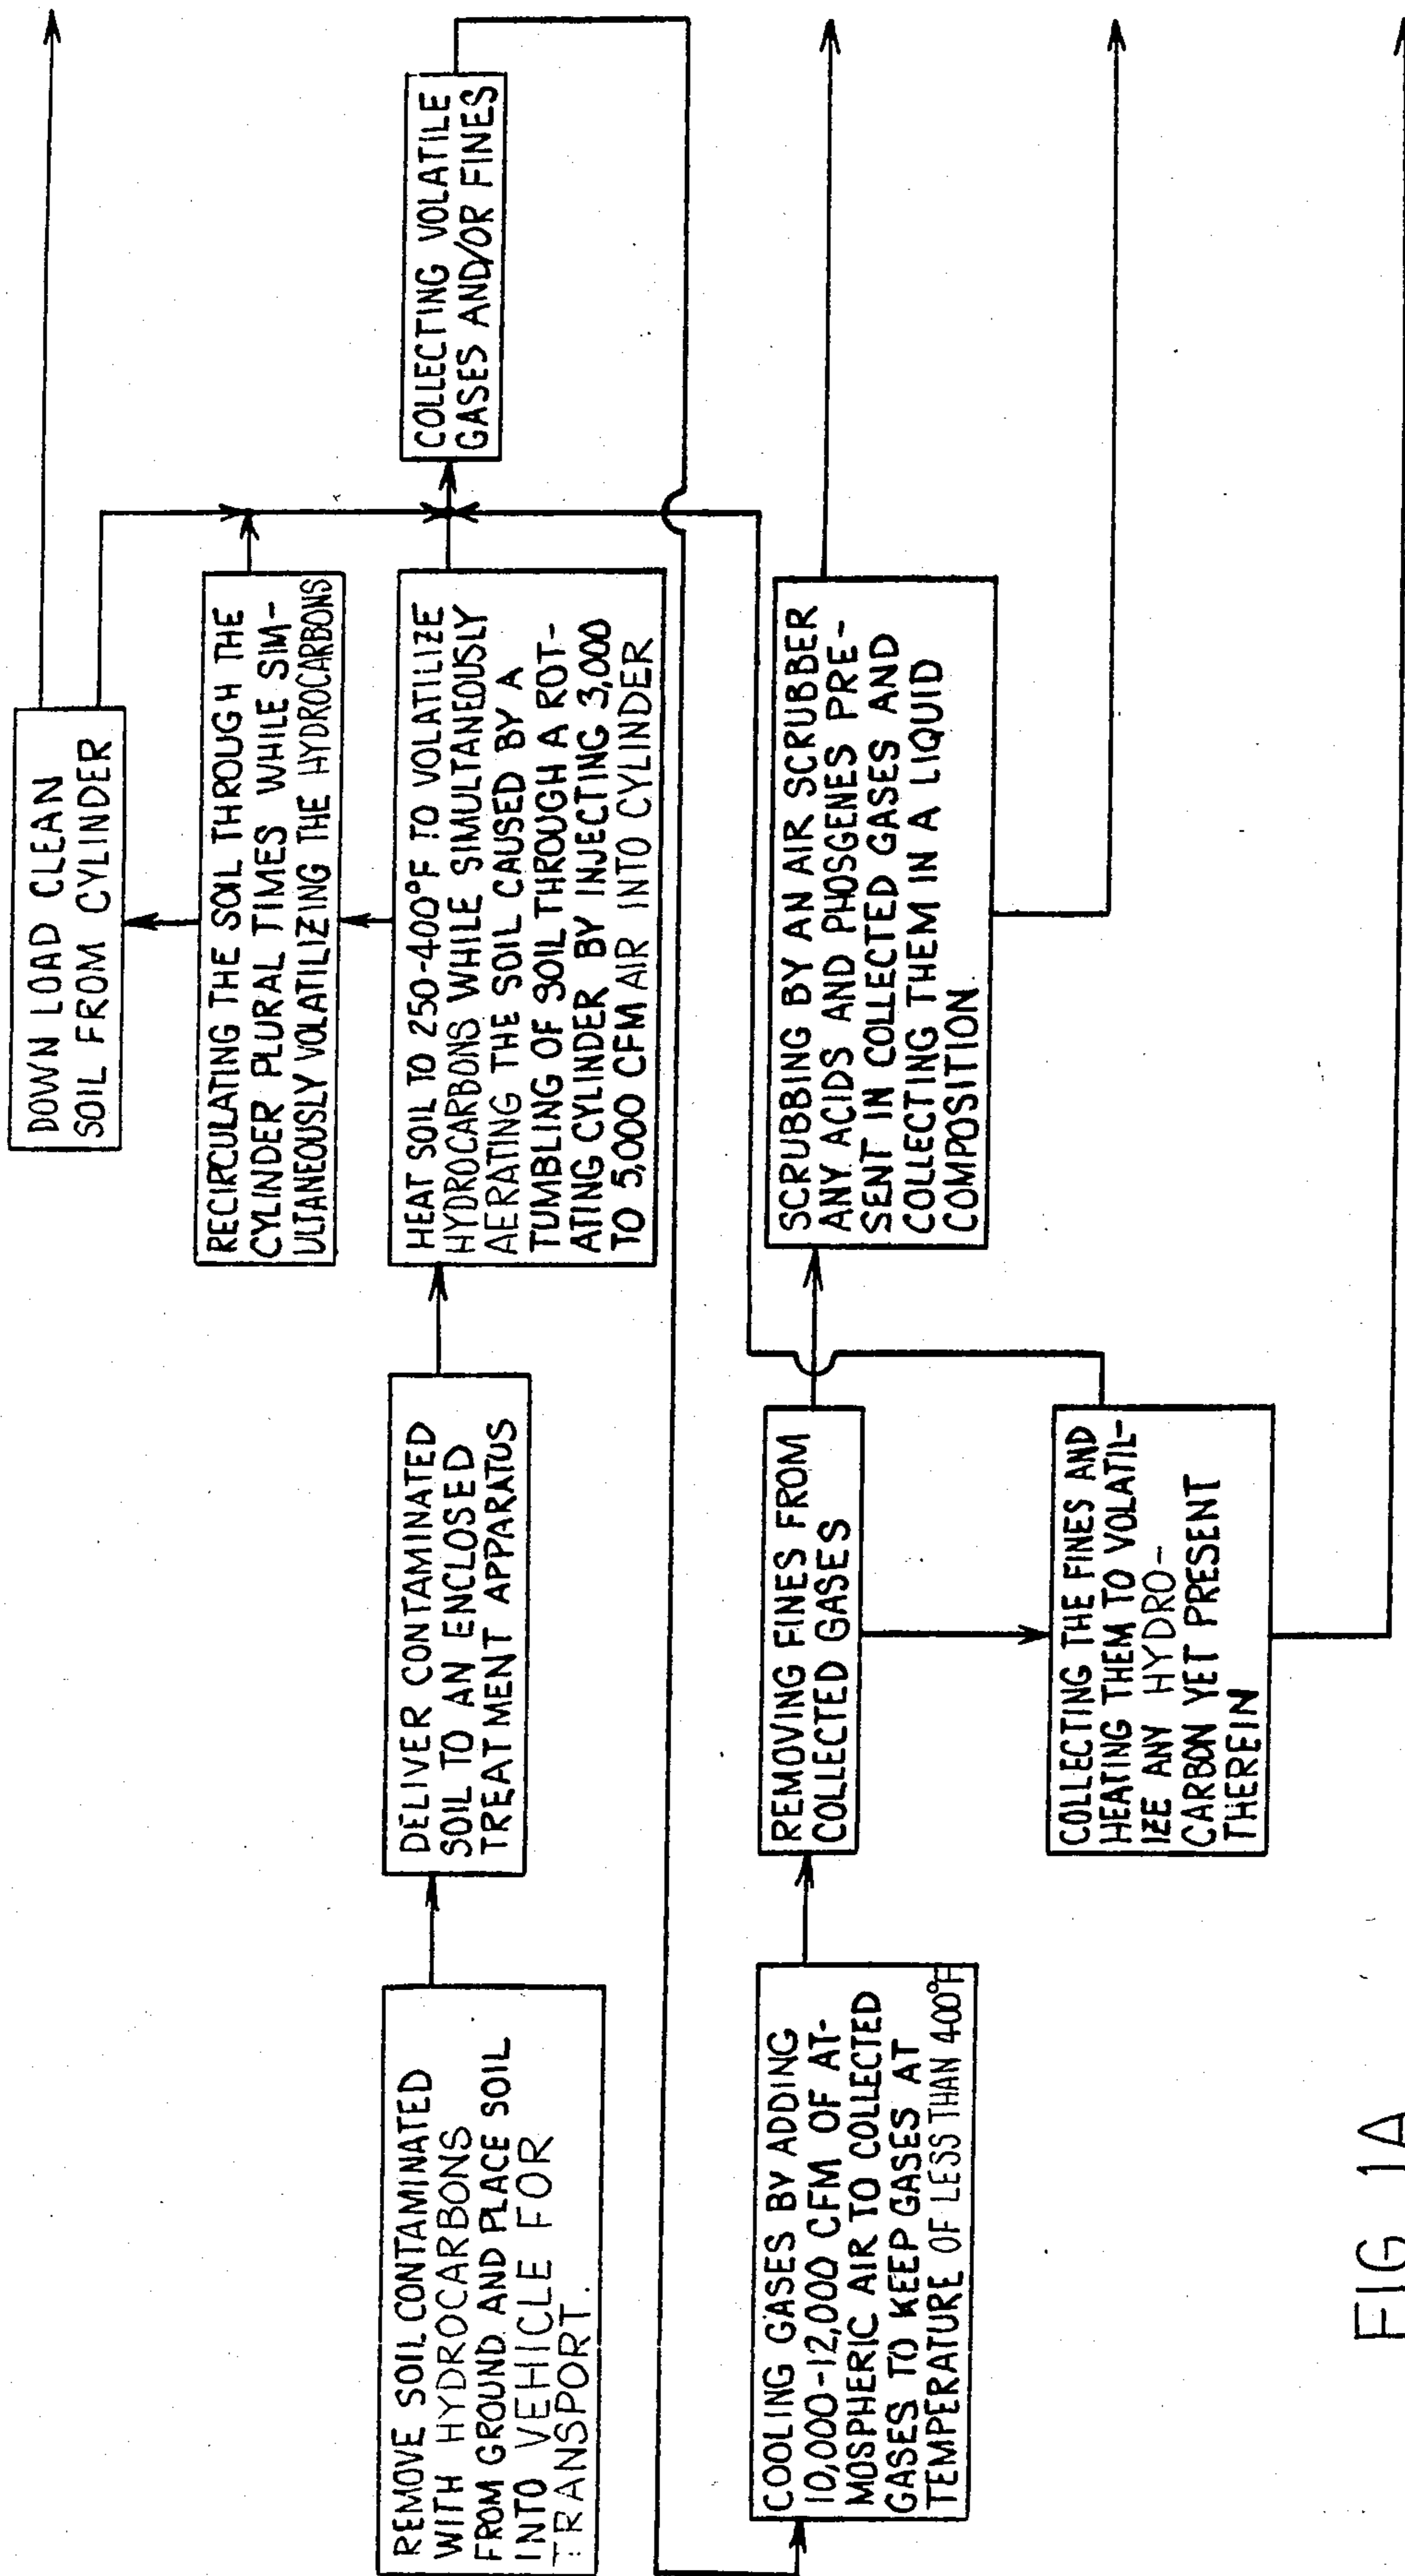 DOWN LOAD CLEAN
SOIL FROM CYLINDER
RECIRCULATING THE SOIL THROUGH THE
CYLINDER PLURAL TIMES WHILE SIM-
ULTANEOUSLY VOLATILIZING THE HYDROCARBONS
REMOVE SOIL CONTAMINATED
WITH HYDROCARBONS
FROM GROUND AND PLACE SOIL
INTO VEHICLE FOR
TRANSPORT.
DELIVER CONTAMINATED
SOIL TO AN ENCLOSED
TREATMENT APPARATUS
HEAT SOIL TO 250-400°F TO VOLATILIZE
HYDROCARBONS WHILE SIMULTANEOUSLY
AERATING THE SOIL CAUSED BY A
TUMBLING OF SOIL THROUGH A ROT-
ATING CYLINDER BY INJECTING 3,000
TO 5,000 CFM AIR INTO CYLINDER
COLLECTING VOLATILE
GASES AND/OR FINES
COOLING GASES BY ADDING
10,000-12,000 CFM OF AT-
MOSPHERIC AIR TO COLLECTED
GASES TO KEEP GASES AT
TEMPERATURE OF LESS THAN 400°F
REMOVING FINES FROM
COLLECTED GASES
SCRUBBING BY AN AIR SCRUBBER
ANY ACIDS AND PHOSGENES PRE-
SENT IN COLLECTED GASES AND
COLLECTING THEM IN A LIQUID
COMPOSITION
COLLECTING THE FINES AND
HEATING THEM TO VOLATIL-
IZE ANY HYDRO-
CARBON YET PRESENT
THEREIN
FIG 1A